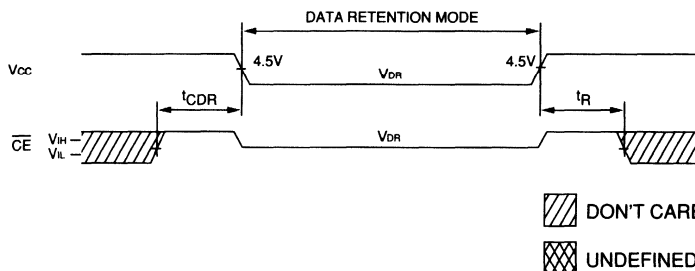 DATA RETENTION MODE
Vcc
4.5V
VDR
4.5V
tCDR
tR
CE
VIH
VIL
VDR
DON'T CARE
UNDEFINED